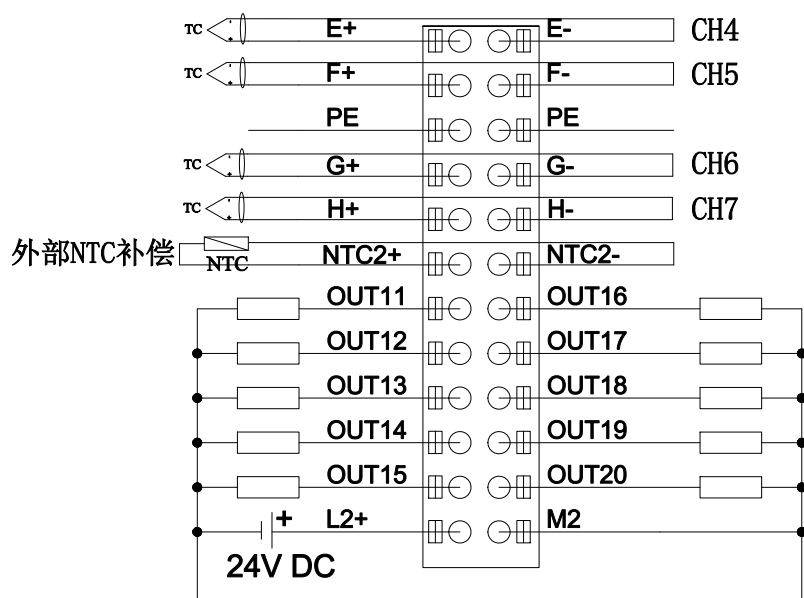 TC E+ E- CH4
TC F+ F- CH5
PE PE
TC G+ G- CH6
TC H+ H- CH7
外部NTC补偿 NTC NTC2+ NTC2-
OUT11 OUT16
OUT12 OUT17
OUT13 OUT18
OUT14 OUT19
OUT15 OUT20
+ L2+ M2
24V DC